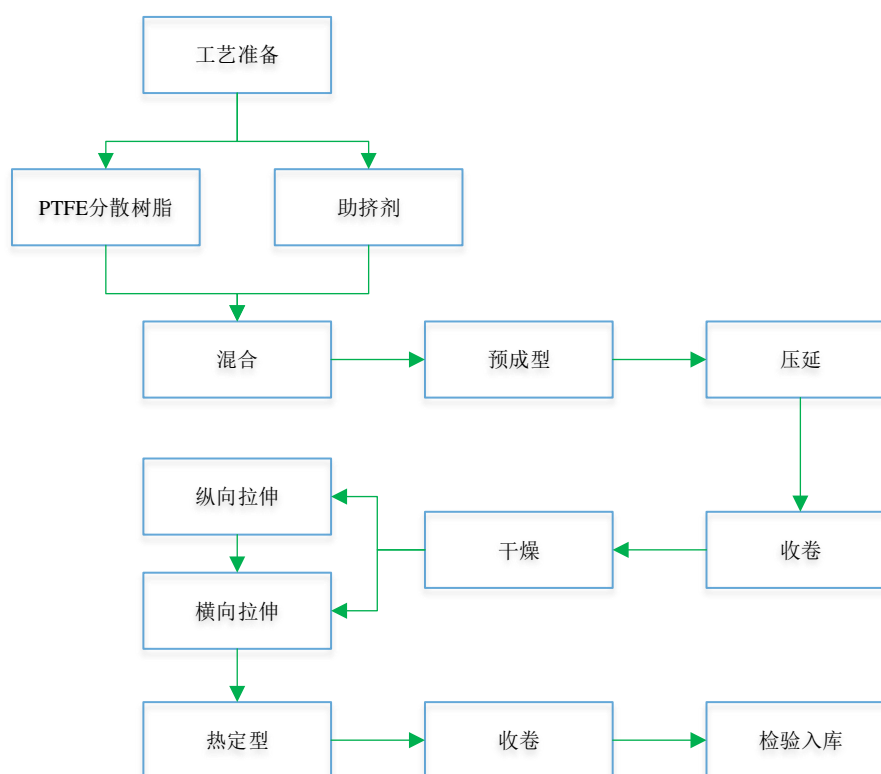 工艺准备
PTFE分散树脂
助挤剂
混合
预成型
压延
纵向拉伸
干燥
收卷
横向拉伸
热定型
收卷
检验入库